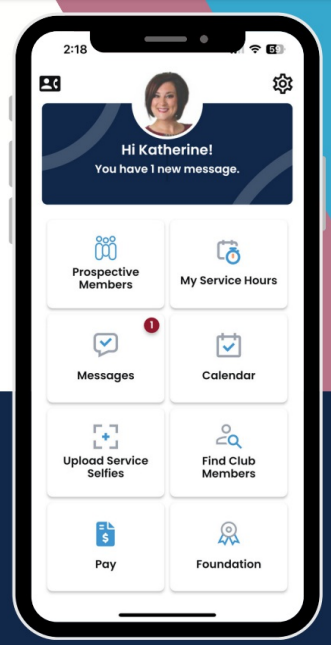 2:18
59
Hi Katherine!
You have 1 new message.
Prospective
Members
My Service Hours
1
Messages
Calendar
Upload Service
Selfies
Find Club
Members
$
Pay
Foundation